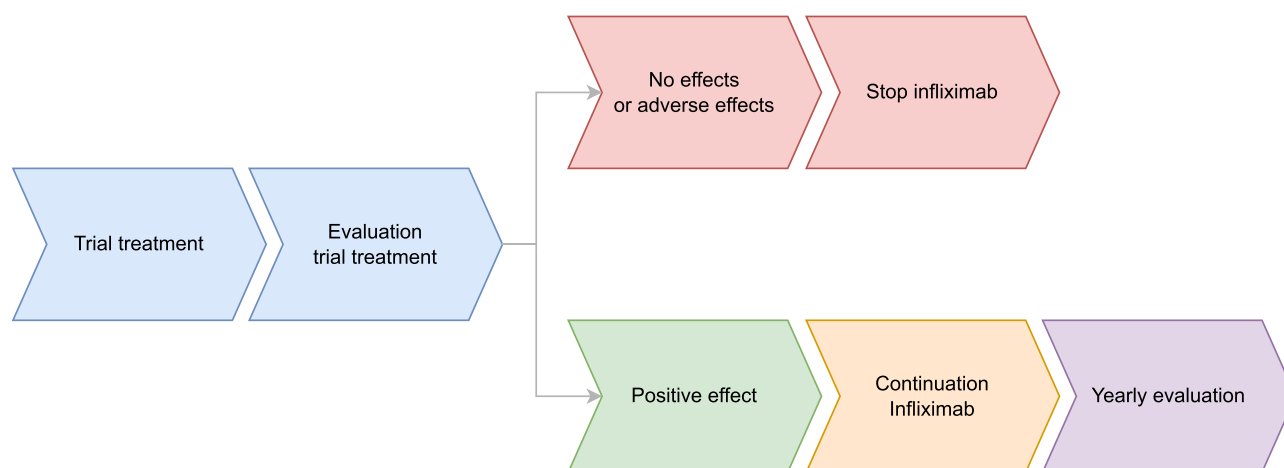 Trial treatment
Evaluation
trial treatment
No effects
or adverse effects
Stop infliximab
Positive effect
Continuation
Infliximab
Yearly evaluation